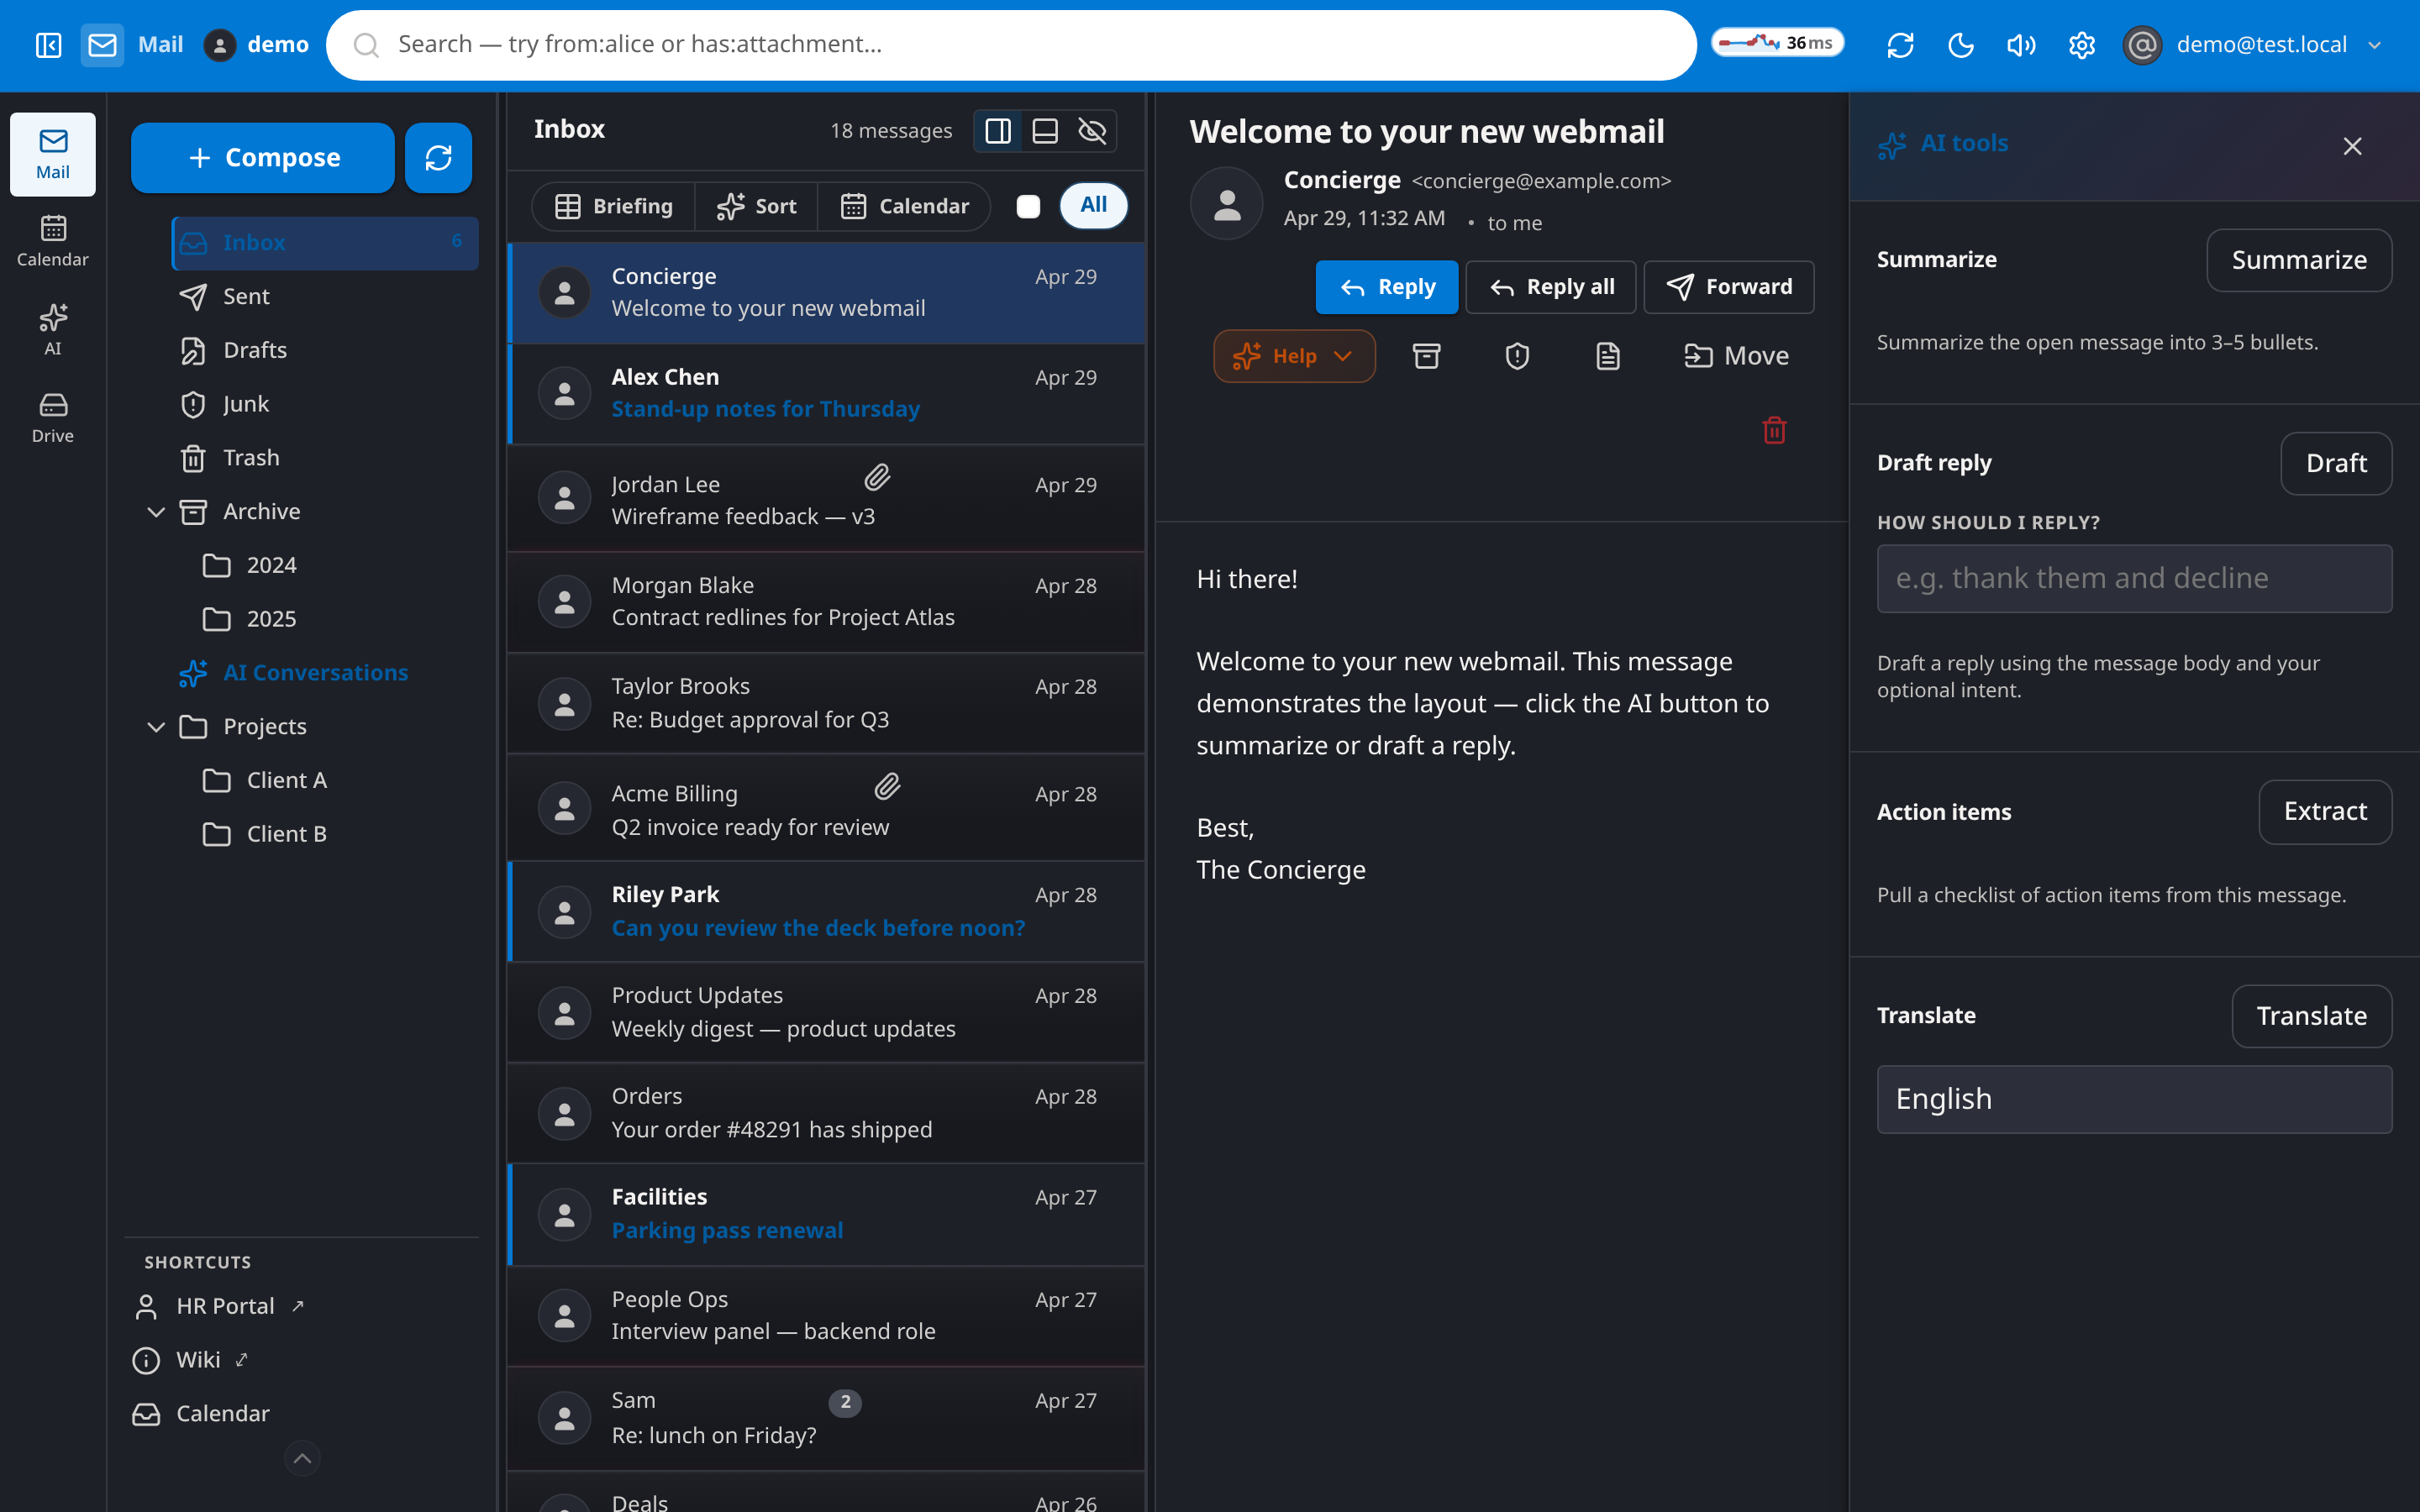 Mail
demo
Search — try from:alice or has:attachment...
36 ms
demo@test.local
Mail
Calendar
AI
Drive
Compose
Inbox 6
Sent
Drafts
Junk
Trash
Archive
2024
2025
AI Conversations
Projects
Client A
Client B
SHORTCUTS
HR Portal ↗
Wiki ⤢
Calendar
Inbox
18 messages
Briefing
Sort
Calendar
All
Concierge Apr 29
Welcome to your new webmail
Alex Chen Apr 29
Stand-up notes for Thursday
Jordan Lee Apr 29
Wireframe feedback — v3
Morgan Blake Apr 28
Contract redlines for Project Atlas
Taylor Brooks Apr 28
Re: Budget approval for Q3
Acme Billing Apr 28
Q2 invoice ready for review
Riley Park Apr 28
Can you review the deck before noon?
Product Updates Apr 28
Weekly digest — product updates
Orders Apr 28
Your order #48291 has shipped
Facilities Apr 27
Parking pass renewal
People Ops Apr 27
Interview panel — backend role
Sam 2 Apr 27
Re: lunch on Friday?
Deals Apr 26
Welcome to your new webmail
Concierge <concierge@example.com>
Apr 29, 11:32 AM • to me
Reply
Reply all
Forward
Help
Move
Hi there!
Welcome to your new webmail. This message
demonstrates the layout — click the AI button to
summarize or draft a reply.
Best,
The Concierge
AI tools
Summarize
Summarize
Summarize the open message into 3–5 bullets.
Draft reply
Draft
HOW SHOULD I REPLY?
e.g. thank them and decline
Draft a reply using the message body and your
optional intent.
Action items
Extract
Pull a checklist of action items from this message.
Translate
Translate
English